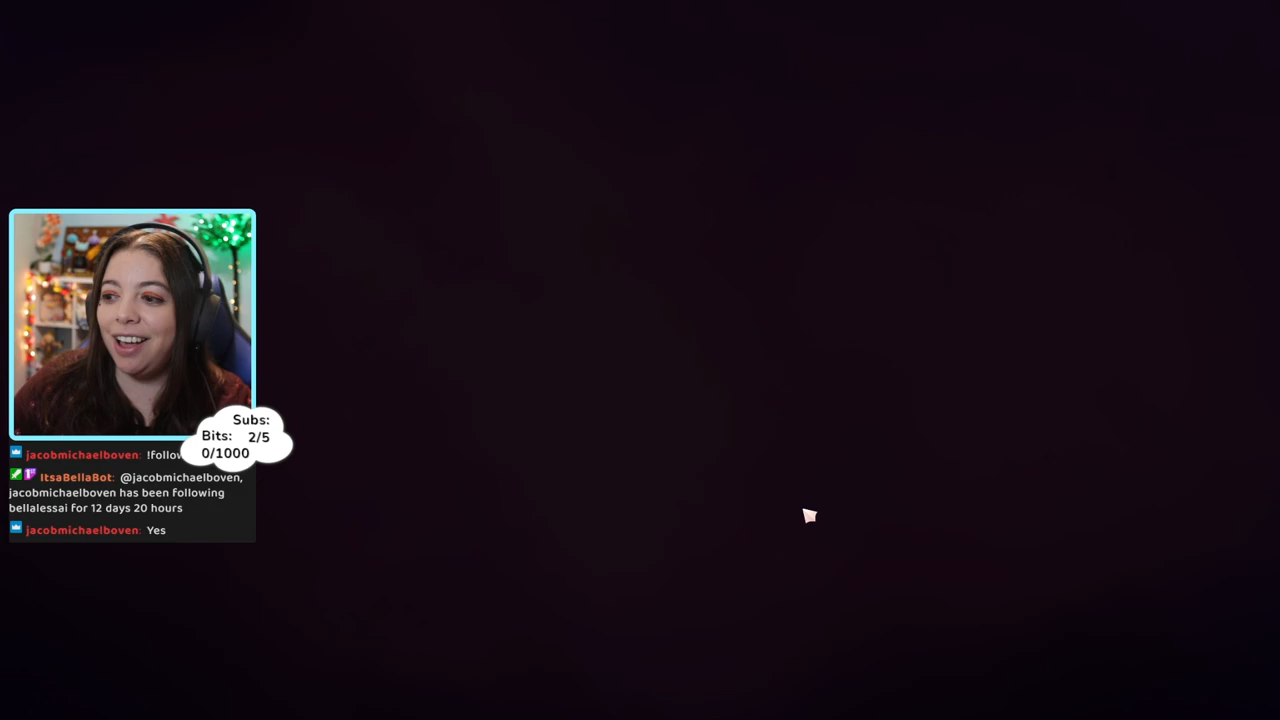 Subs:
Bits: 2/5
0/1000
jacobmichaelboven: !follow
ItsaBellaBot: @jacobmichaelboven,
jacobmichaelboven has been following
bellalessai for 12 days 20 hours
jacobmichaelboven: Yes